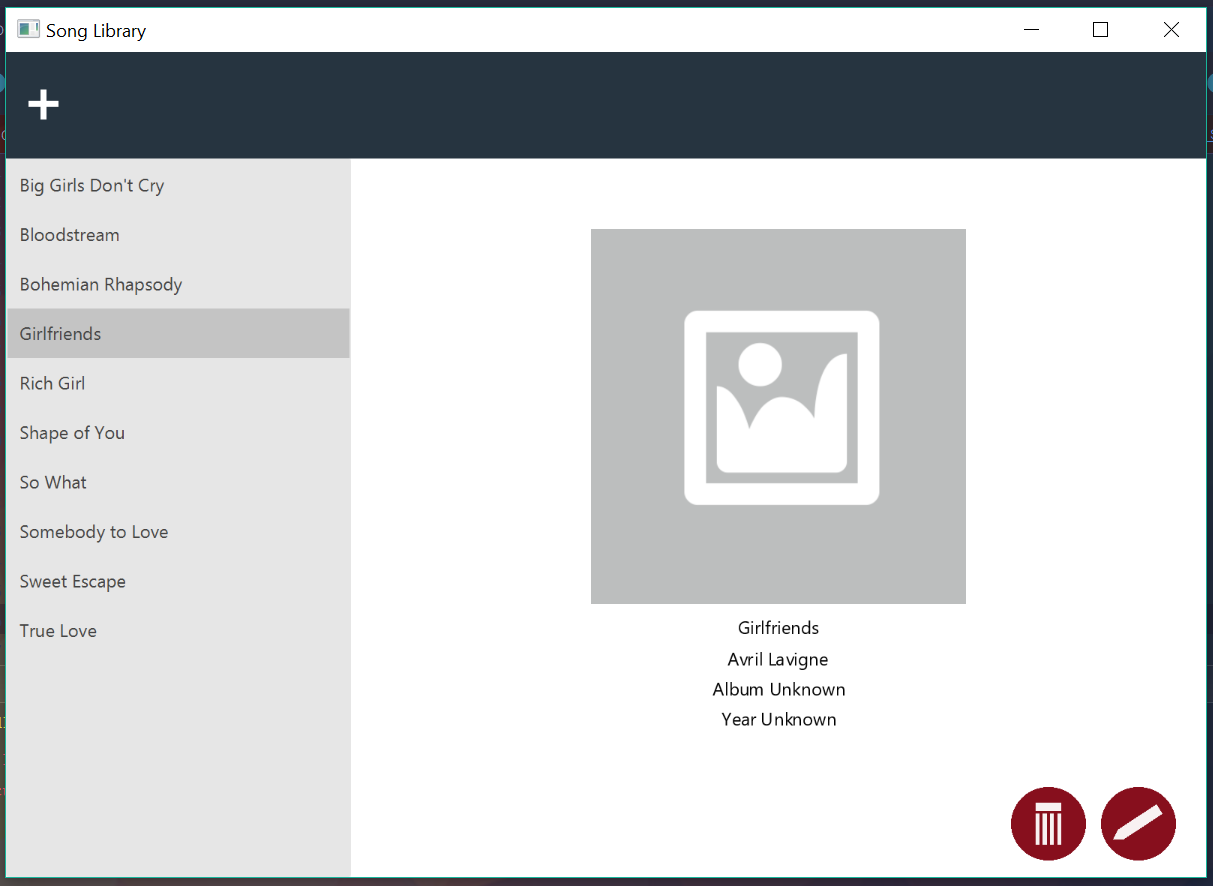 Song Library
Big Girls Don't Cry
Bloodstream
Bohemian Rhapsody
Girlfriends
Rich Girl
Shape of You
So What
Somebody to Love
Sweet Escape
True Love
Girlfriends
Avril Lavigne
Album Unknown
Year Unknown